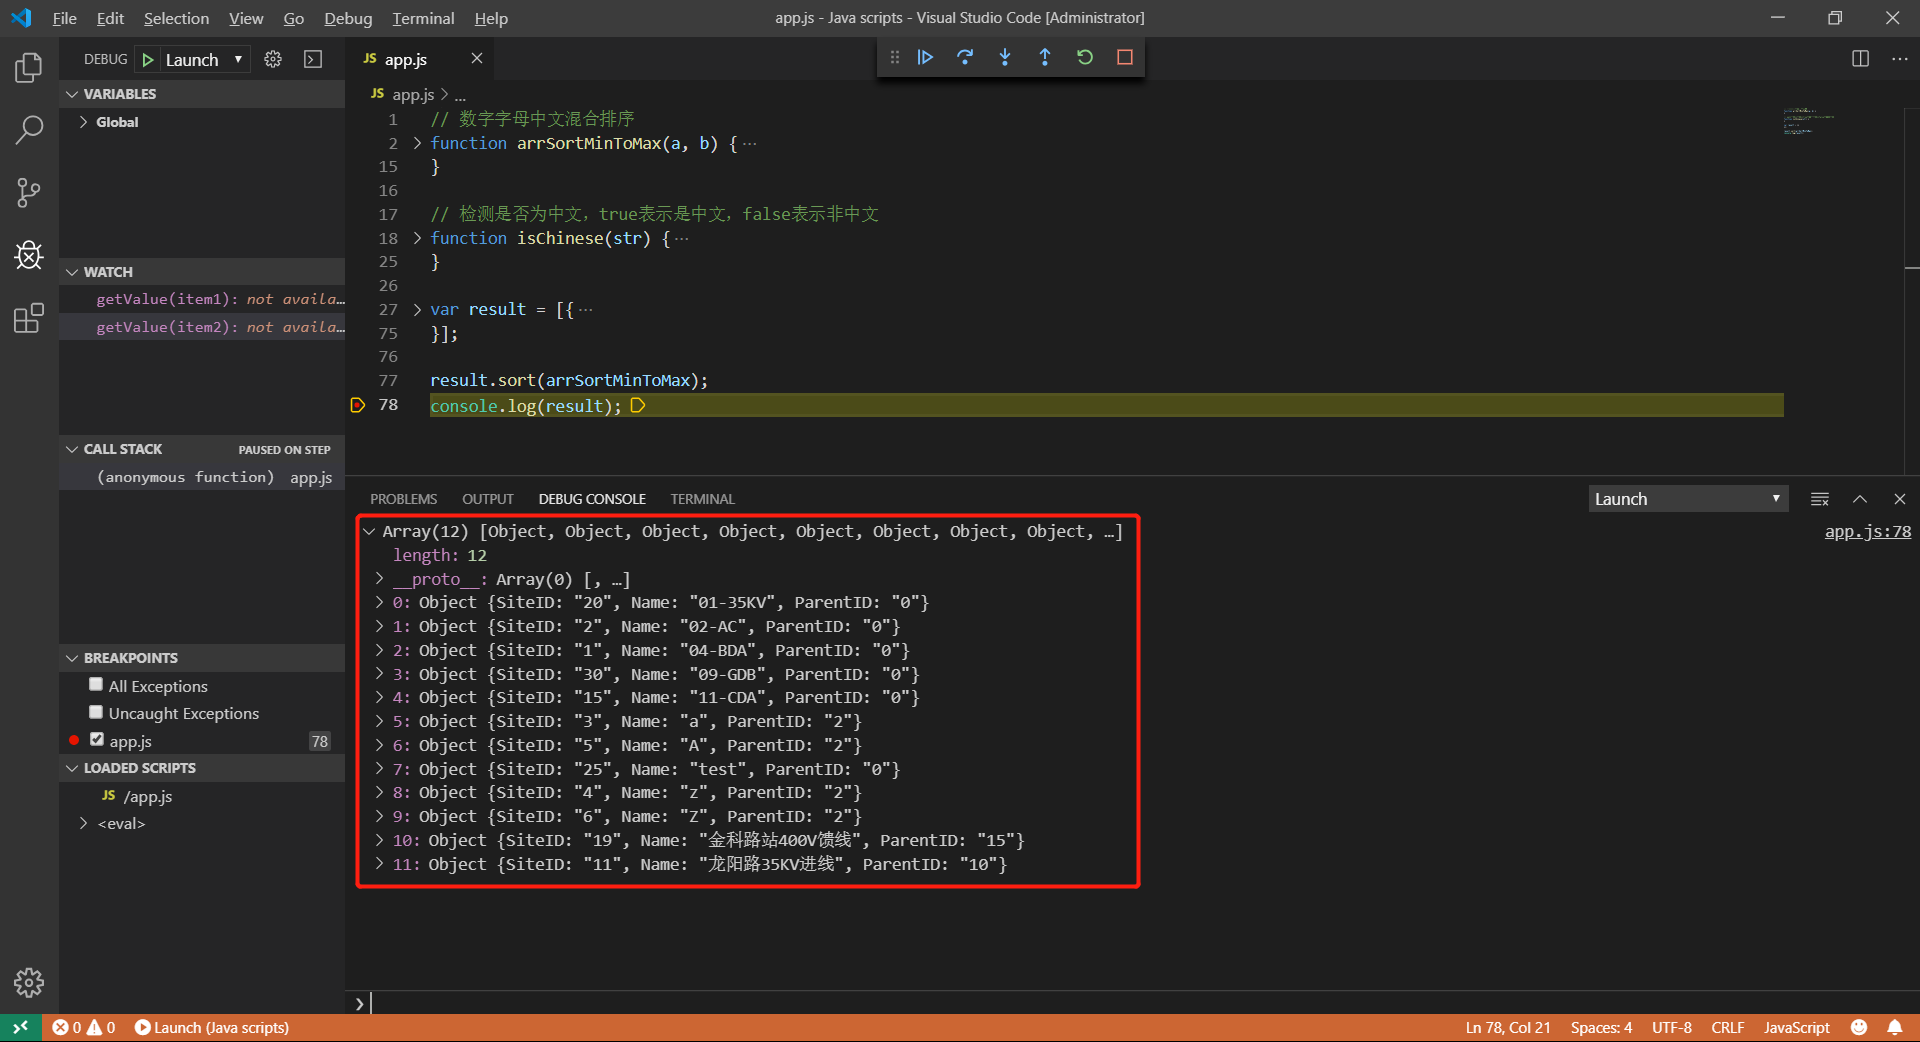 File Edit Selection View Go Debug Terminal Help
app.js - Java scripts - Visual Studio Code [Administrator]
DEBUG Launch
JS app.js
VARIABLES
Global
WATCH
getValue(item1): not availa…
getValue(item2): not availa…
CALL STACK PAUSED ON STEP
(anonymous function) app.js
BREAKPOINTS
All Exceptions
Uncaught Exceptions
app.js 78
LOADED SCRIPTS
JS /app.js
<eval>
JS app.js > ...
1 // 数字字母中文混合排序
2 function arrSortMinToMax(a, b) { ...
15 }
16
17 // 检测是否为中文，true表示是中文，false表示非中文
18 function isChinese(str) { ...
25 }
26
27 var result = [{ ...
75 }];
76
77 result.sort(arrSortMinToMax);
78 console.log(result);
PROBLEMS OUTPUT DEBUG CONSOLE TERMINAL
Launch
Array(12) [Object, Object, Object, Object, Object, Object, Object, Object, …]
app.js:78
length: 12
__proto__: Array(0) [, …]
0: Object {SiteID: "20", Name: "01-35KV", ParentID: "0"}
1: Object {SiteID: "2", Name: "02-AC", ParentID: "0"}
2: Object {SiteID: "1", Name: "04-BDA", ParentID: "0"}
3: Object {SiteID: "30", Name: "09-GDB", ParentID: "0"}
4: Object {SiteID: "15", Name: "11-CDA", ParentID: "0"}
5: Object {SiteID: "3", Name: "a", ParentID: "2"}
6: Object {SiteID: "5", Name: "A", ParentID: "2"}
7: Object {SiteID: "25", Name: "test", ParentID: "0"}
8: Object {SiteID: "4", Name: "z", ParentID: "2"}
9: Object {SiteID: "6", Name: "Z", ParentID: "2"}
10: Object {SiteID: "19", Name: "金科路站400V馈线", ParentID: "15"}
11: Object {SiteID: "11", Name: "龙阳路35KV进线", ParentID: "10"}
0 0 Launch (Java scripts)
Ln 78, Col 21 Spaces: 4 UTF-8 CRLF JavaScript